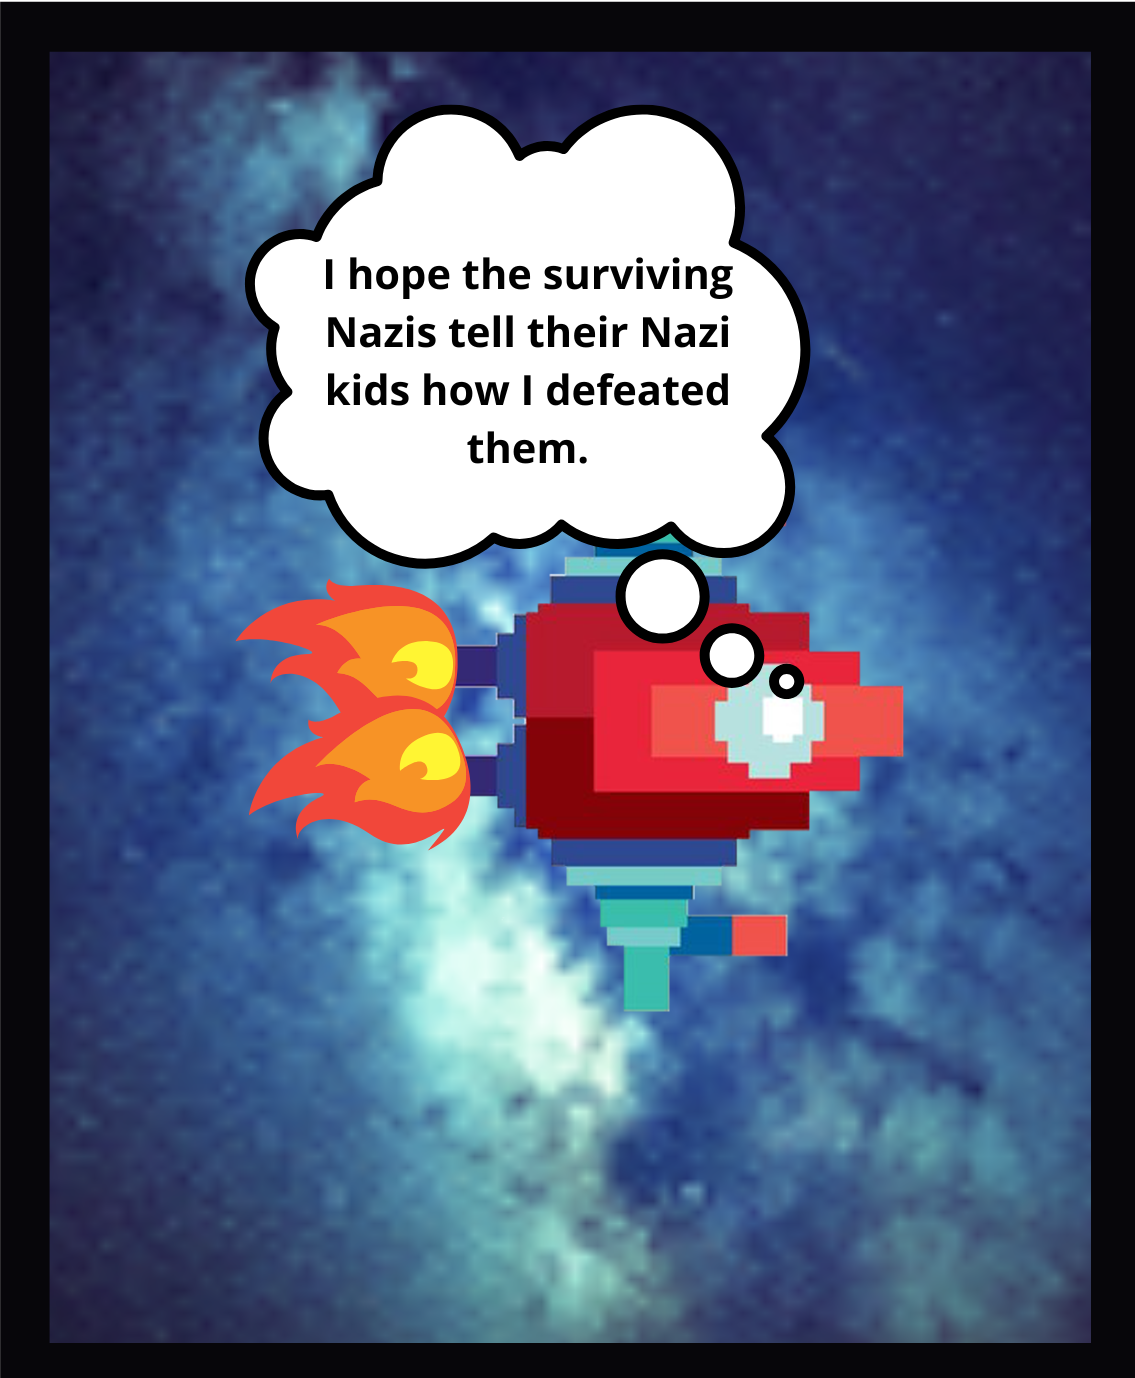 I hope the surviving
Nazis tell their Nazi
kids how I defeated
them.